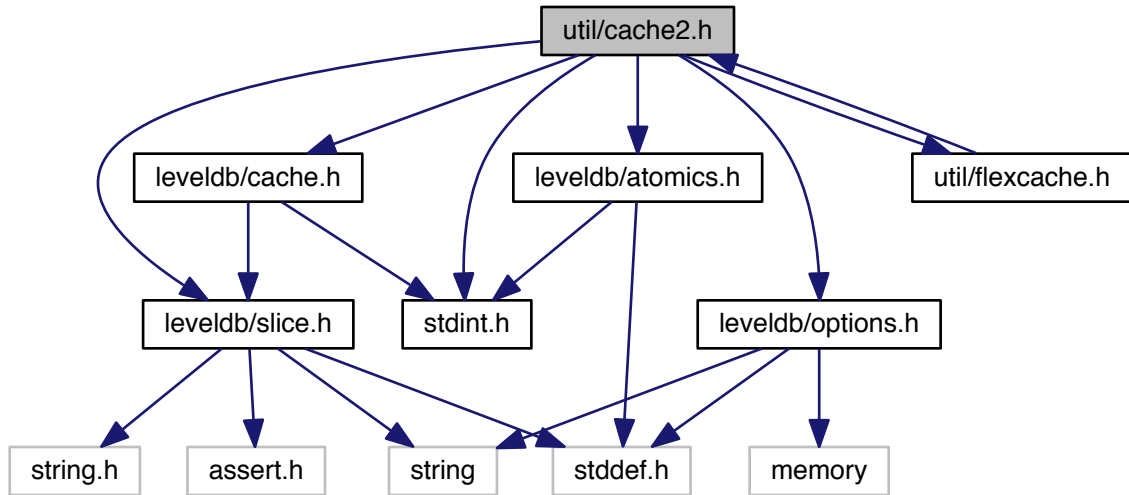 util/cache2.h
leveldb/cache.h
leveldb/atomics.h
util/flexcache.h
leveldb/slice.h
stdint.h
leveldb/options.h
string.h
assert.h
string
stddef.h
memory